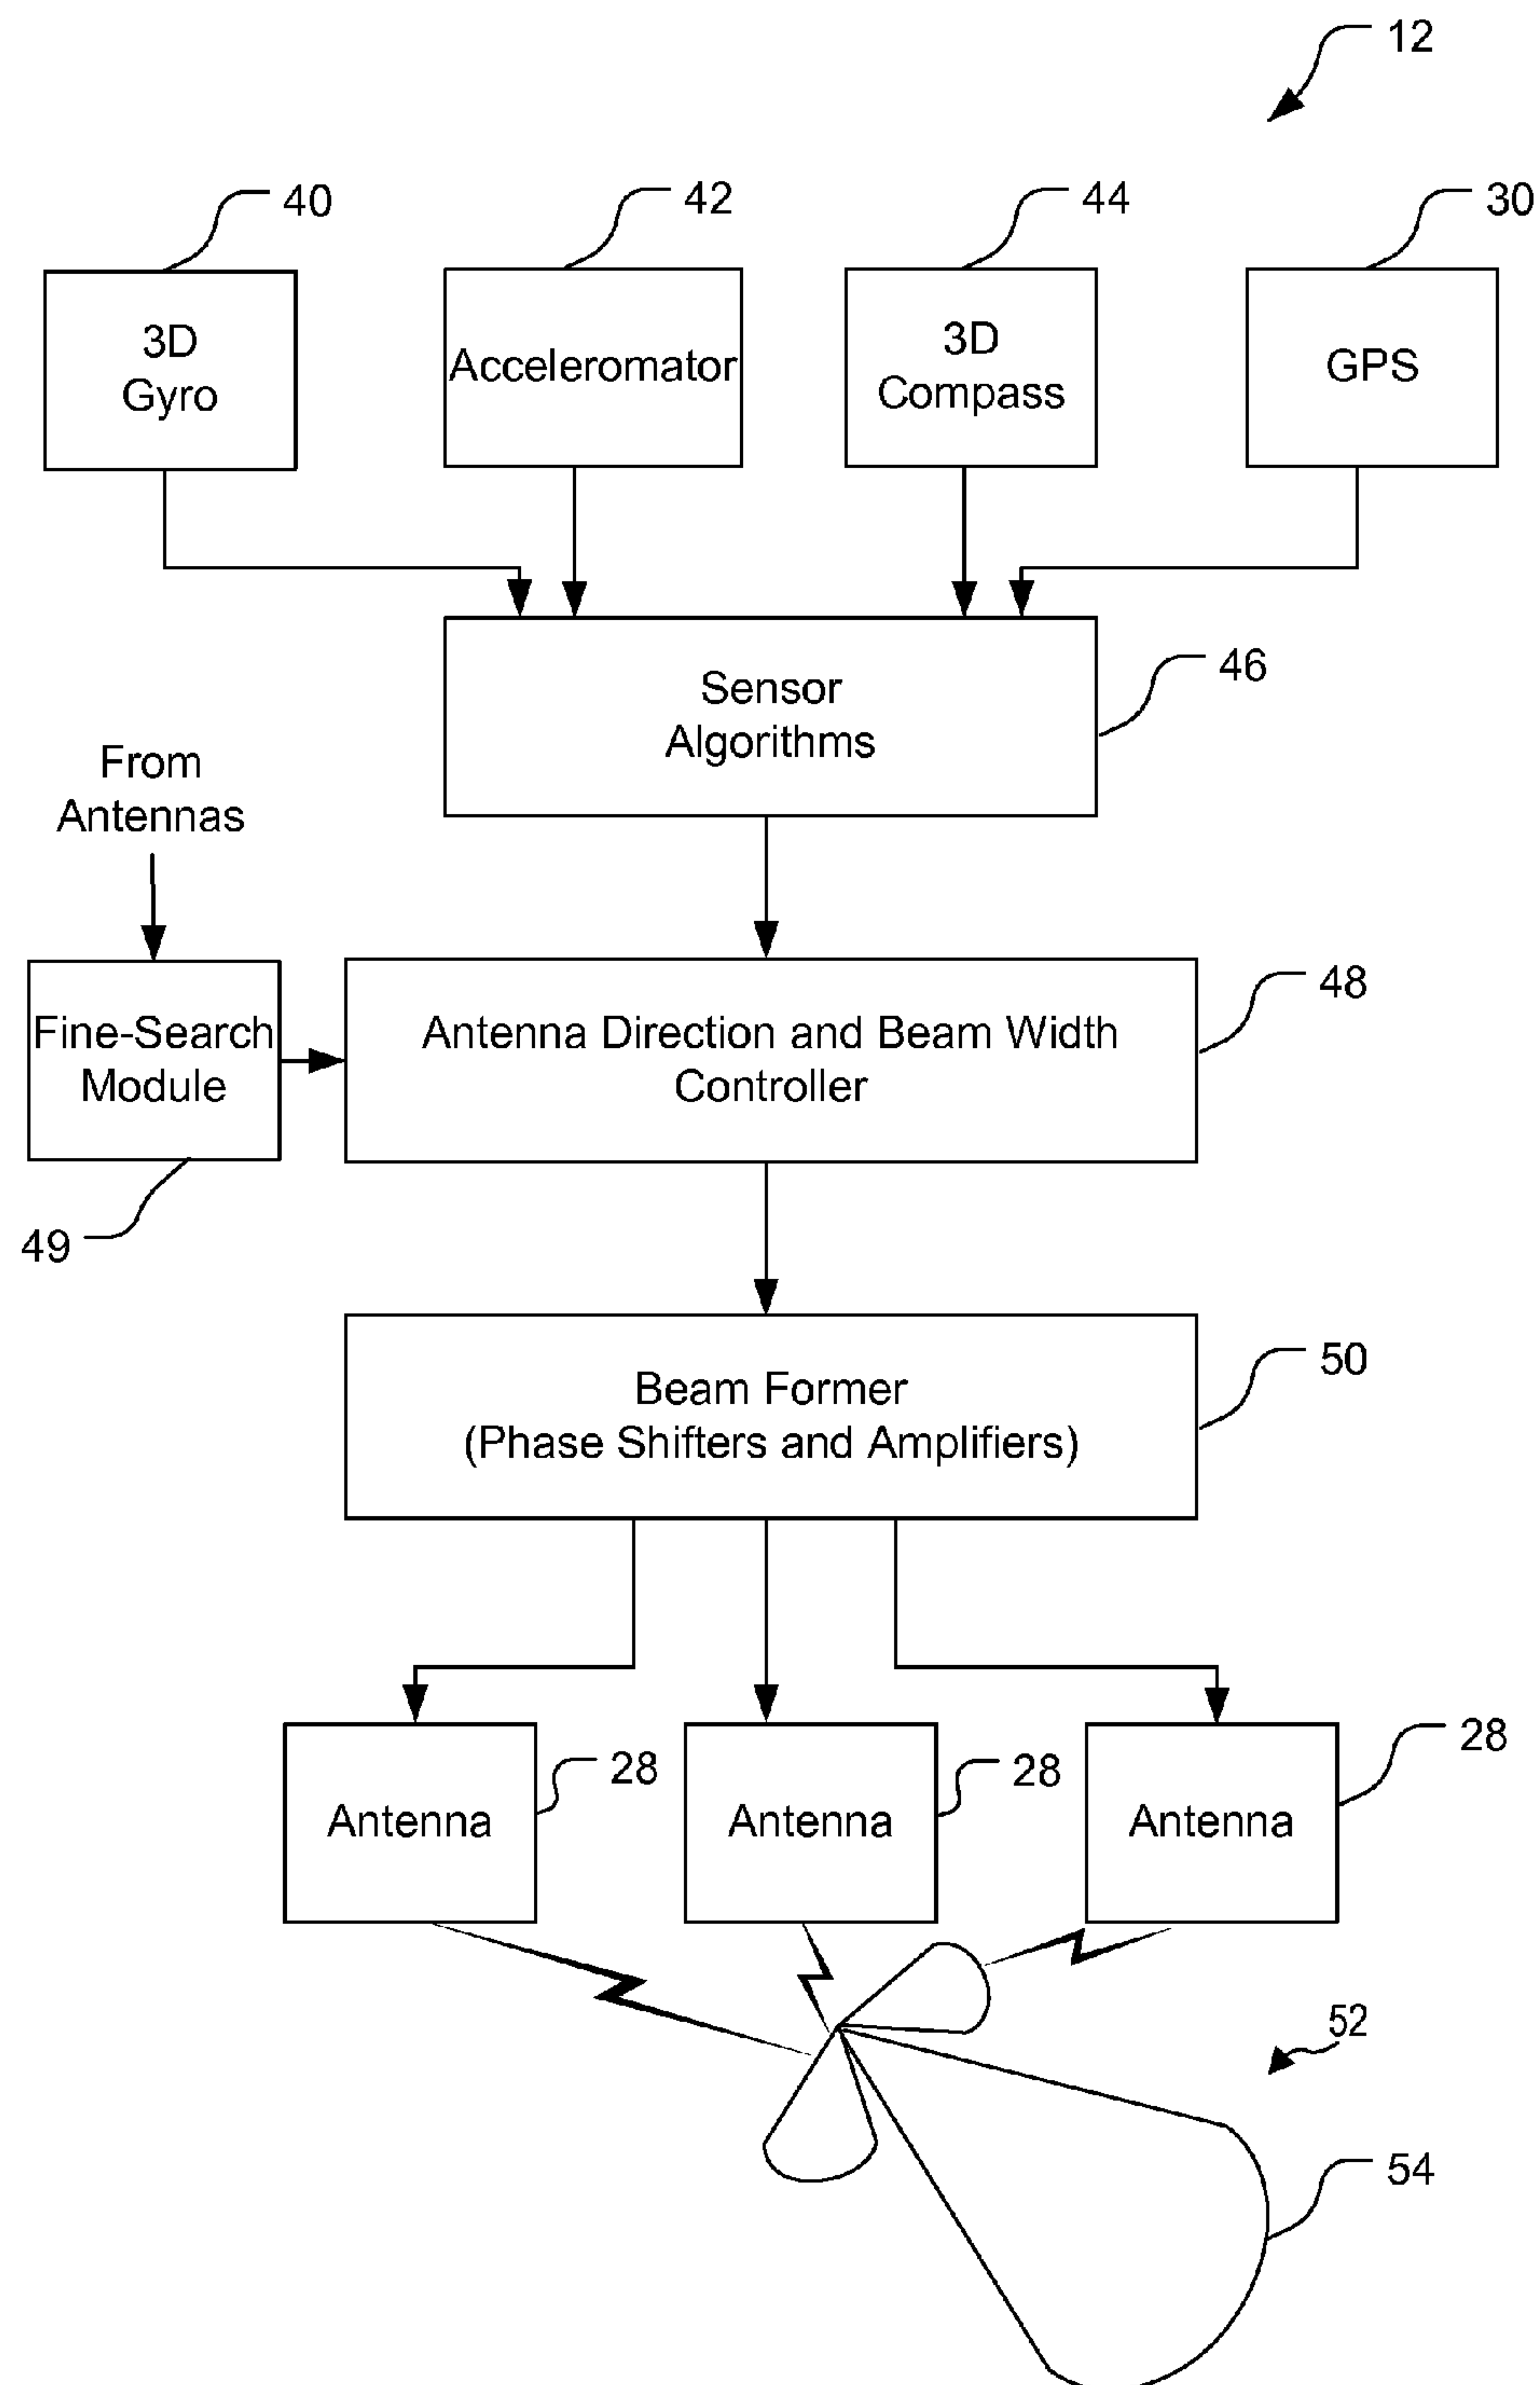 12
40
42
44
30
3D
Gyro
Acceleromator
3D
Compass
GPS
Sensor
Algorithms
46
From
Antennas
Fine-Search
Module
49
Antenna Direction and Beam Width
Controller
48
Beam Former
(Phase Shifters and Amplifiers)
50
Antenna
28
Antenna
28
Antenna
28
52
54